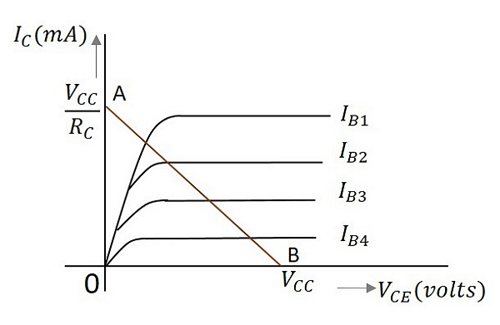 I_C(mA)
A
V_CC
R_C
I_B1
I_B2
I_B3
I_B4
B
0
V_CC
V_CE(volts)